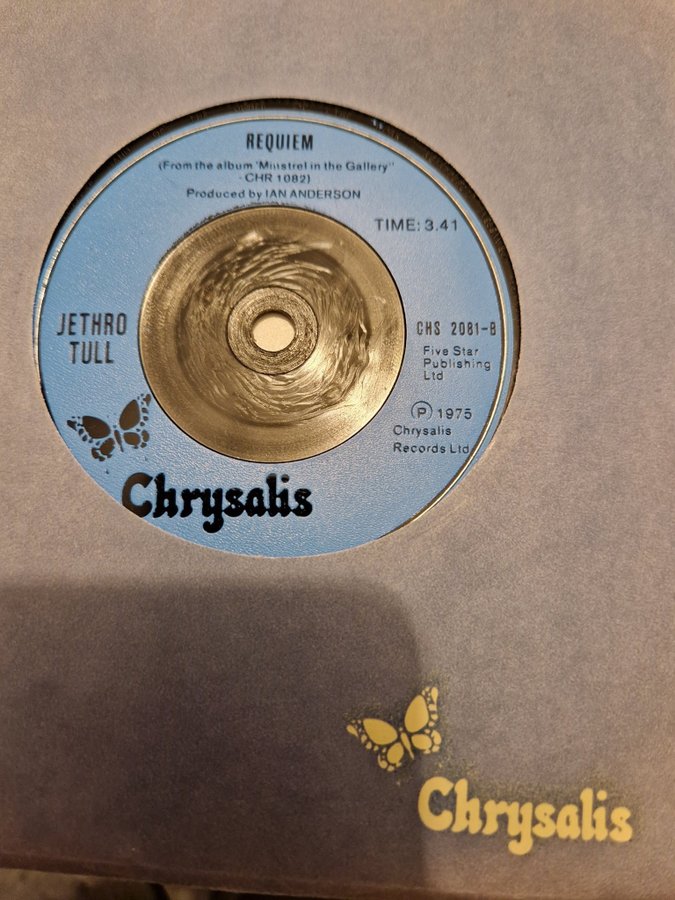 REQUIEM
(From the album 'Minstrel in the Gallery"
- CHR 1082)
Produced by IAN ANDERSON
TIME: 3.41
JETHRO
TULL
CHS 2081-B
Five Star
Publishing
Ltd
Ⓟ 1975
Chrysalis
Records Ltd
Chrysalis
Chrysalis